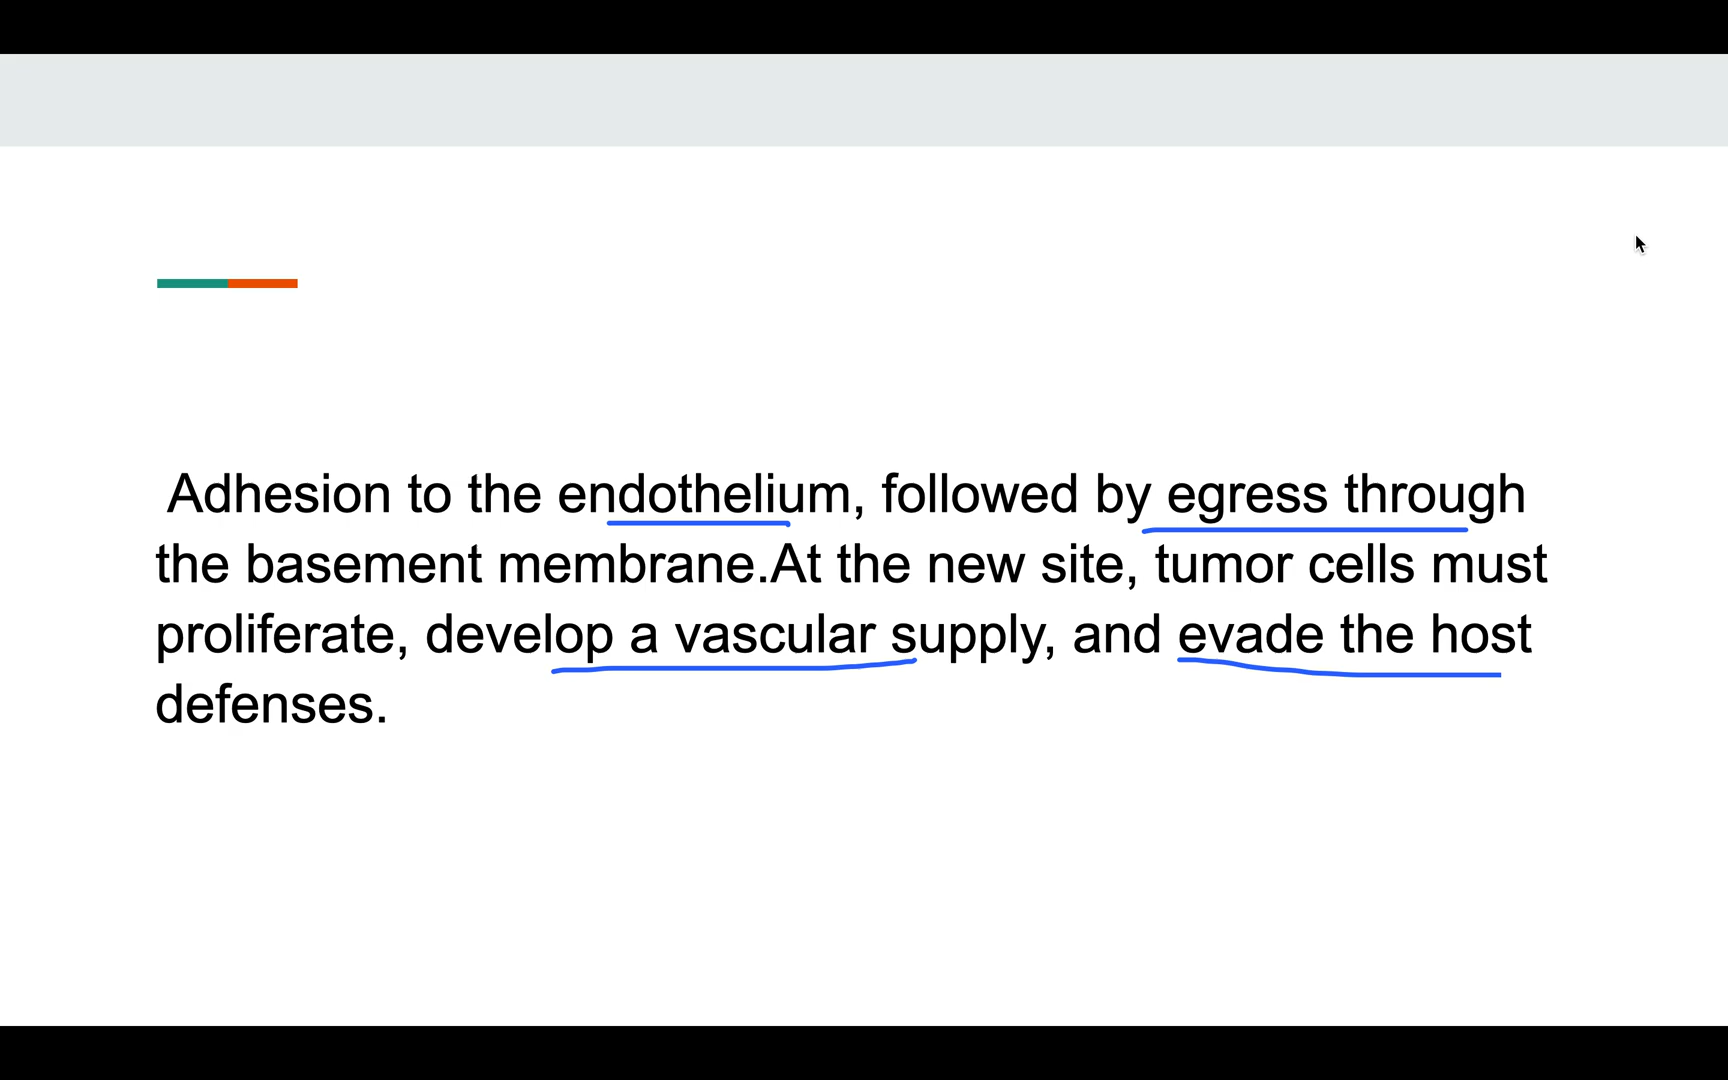 Adhesion to the endothelium, followed by egress through
the basement membrane.At the new site, tumor cells must
proliferate, develop a vascular supply, and evade the host
defenses.